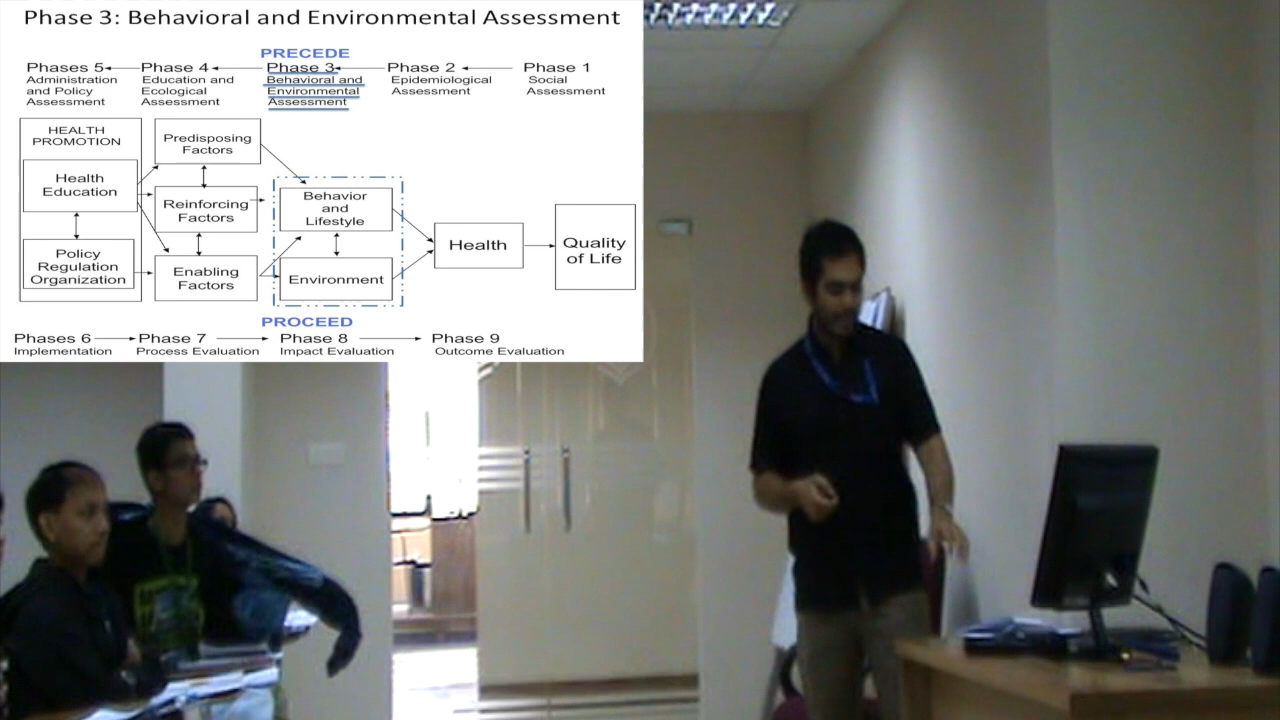 Phase 3: Behavioral and Environmental Assessment
PRECEDE
Phases 5 Phase 4 Phase 3 Phase 2 Phase 1
Administration Education and Behavioral and Epidemiological Social
and Policy Ecological Environmental Assessment Assessment
Assessment Assessment Assessment
HEALTH
PROMOTION
Health
Education
Policy
Regulation
Organization
Predisposing
Factors
Reinforcing
Factors
Enabling
Factors
Behavior
and
Lifestyle
Environment
Health
Quality
of Life
PROCEED
Phases 6 Phase 7 Phase 8 Phase 9
Implementation Process Evaluation Impact Evaluation Outcome Evaluation